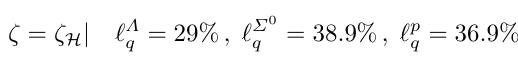 ζ = ζ_ℋ|   ℓ_q^Λ = 29% , ℓ_q^{Σ^0} = 38.9% , ℓ_q^p = 36.9%